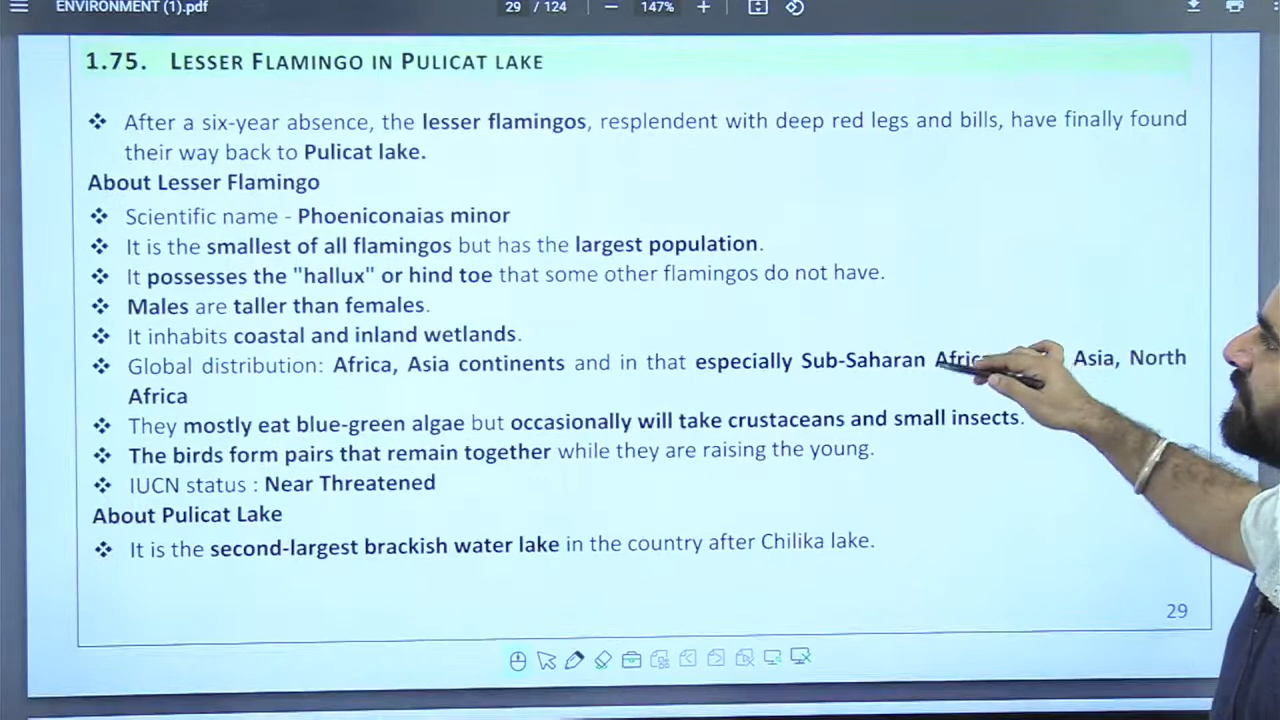 ENVIRONMENT (1).pdf
29 / 124
147%
1.75. LESSER FLAMINGO IN PULICAT LAKE
❖ After a six-year absence, the lesser flamingos, resplendent with deep red legs and bills, have finally found
their way back to Pulicat lake.
About Lesser Flamingo
❖ Scientific name - Phoeniconaias minor
❖ It is the smallest of all flamingos but has the largest population.
❖ It possesses the "hallux" or hind toe that some other flamingos do not have.
❖ Males are taller than females.
❖ It inhabits coastal and inland wetlands.
❖ Global distribution: Africa, Asia continents and in that especially Sub-Saharan Asia, North
Africa
❖ They mostly eat blue-green algae but occasionally will take crustaceans and small insects.
❖ The birds form pairs that remain together while they are raising the young.
❖ IUCN status : Near Threatened
About Pulicat Lake
❖ It is the second-largest brackish water lake in the country after Chilika lake.
29